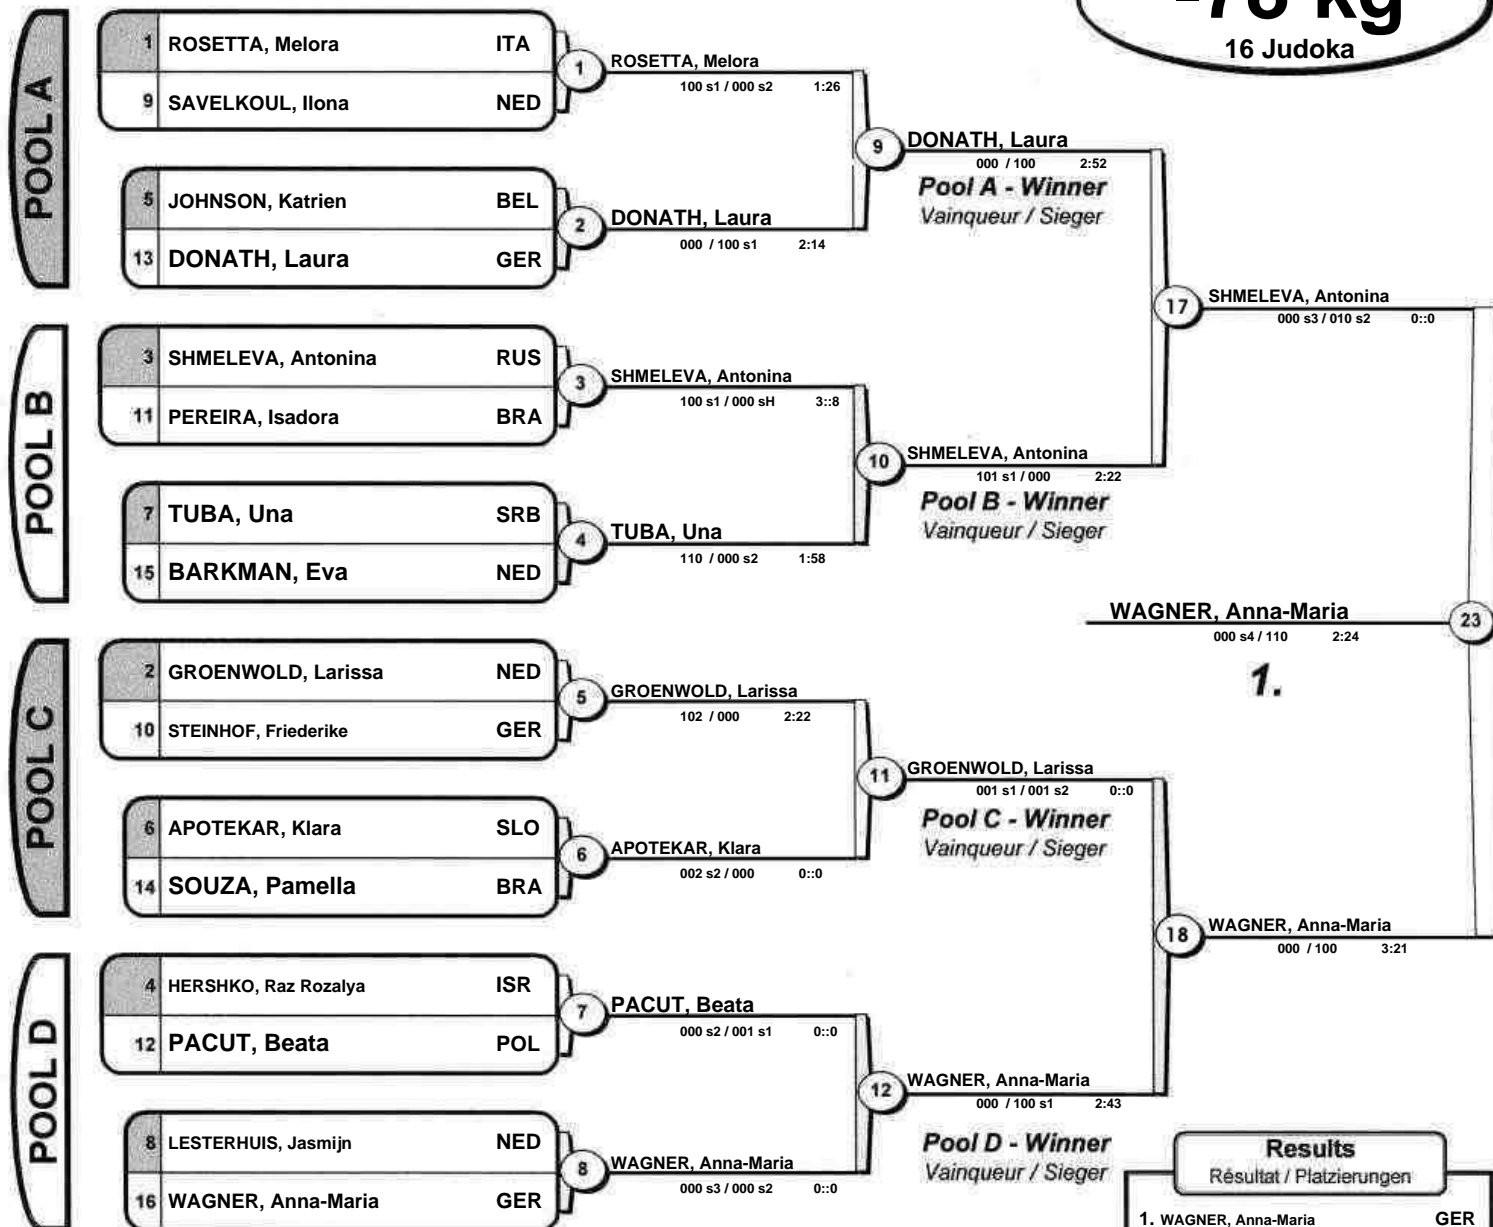 -78 kg
16 Judoka
POOL A
1 ROSETTA, Melora ITA
9 SAVELKOUL, Ilona NED
1
ROSETTA, Melora
100 s1 / 000 s2 1:26
5 JOHNSON, Katrien BEL
13 DONATH, Laura GER
2
DONATH, Laura
000 / 100 s1 2:14
9
DONATH, Laura
000 / 100 2:52
Pool A - Winner
Vainqueur / Sieger
POOL B
3 SHMELEVA, Antonina RUS
11 PEREIRA, Isadora BRA
3
SHMELEVA, Antonina
100 s1 / 000 sH 3::8
7 TUBA, Una SRB
15 BARKMAN, Eva NED
4
TUBA, Una
110 / 000 s2 1:58
10
SHMELEVA, Antonina
101 s1 / 000 2:22
Pool B - Winner
Vainqueur / Sieger
17
SHMELEVA, Antonina
000 s3 / 010 s2 0::0
POOL C
2 GROENWOLD, Larissa NED
10 STEINHOF, Friederike GER
5
GROENWOLD, Larissa
102 / 000 2:22
6 APOTEKAR, Klara SLO
14 SOUZA, Pamella BRA
6
APOTEKAR, Klara
002 s2 / 000 0::0
11
GROENWOLD, Larissa
001 s1 / 001 s2 0::0
Pool C - Winner
Vainqueur / Sieger
POOL D
4 HERSHKO, Raz Rozalya ISR
12 PACUT, Beata POL
7
PACUT, Beata
000 s2 / 001 s1 0::0
8 LESTERHUIS, Jasmijn NED
16 WAGNER, Anna-Maria GER
8
WAGNER, Anna-Maria
000 s3 / 000 s2 0::0
12
WAGNER, Anna-Maria
000 / 100 s1 2:43
Pool D - Winner
Vainqueur / Sieger
18
WAGNER, Anna-Maria
000 / 100 3:21
WAGNER, Anna-Maria
000 s4 / 110 2:24
23
1.
Results
Résultat / Platzierungen
1. WAGNER, Anna-Maria GER